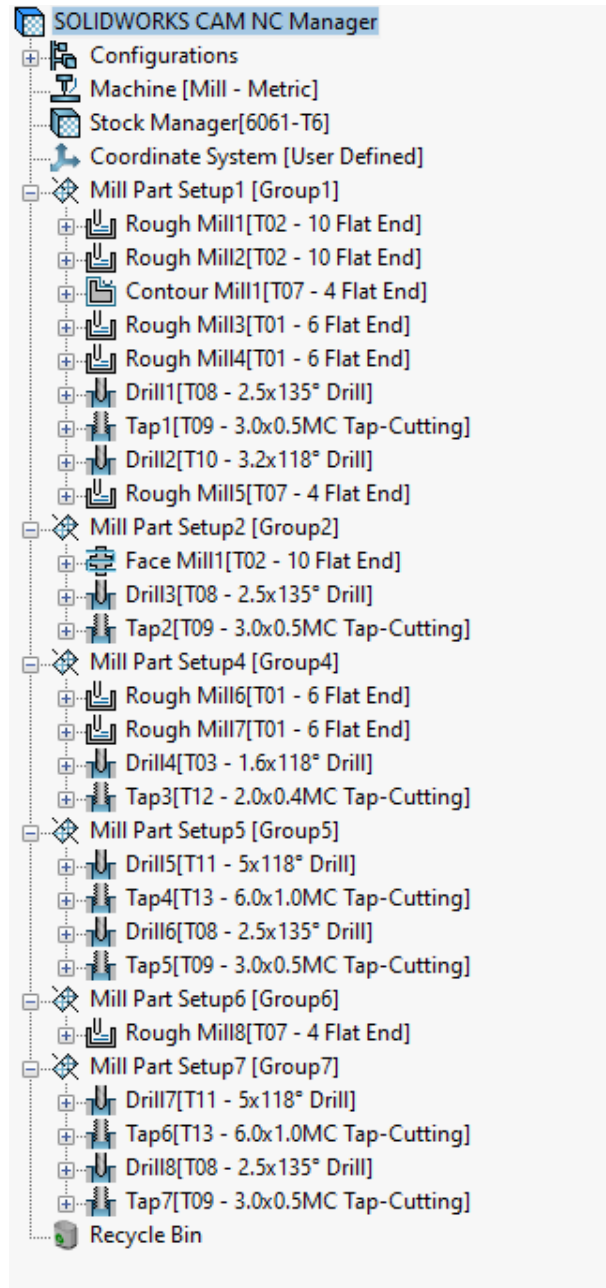 SOLIDWORKS CAM NC Manager
Configurations
Machine [Mill - Metric]
Stock Manager[6061-T6]
Coordinate System [User Defined]
Mill Part Setup1 [Group1]
Rough Mill1[T02 - 10 Flat End]
Rough Mill2[T02 - 10 Flat End]
Contour Mill1[T07 - 4 Flat End]
Rough Mill3[T01 - 6 Flat End]
Rough Mill4[T01 - 6 Flat End]
Drill1[T08 - 2.5x135° Drill]
Tap1[T09 - 3.0x0.5MC Tap-Cutting]
Drill2[T10 - 3.2x118° Drill]
Rough Mill5[T07 - 4 Flat End]
Mill Part Setup2 [Group2]
Face Mill1[T02 - 10 Flat End]
Drill3[T08 - 2.5x135° Drill]
Tap2[T09 - 3.0x0.5MC Tap-Cutting]
Mill Part Setup4 [Group4]
Rough Mill6[T01 - 6 Flat End]
Rough Mill7[T01 - 6 Flat End]
Drill4[T03 - 1.6x118° Drill]
Tap3[T12 - 2.0x0.4MC Tap-Cutting]
Mill Part Setup5 [Group5]
Drill5[T11 - 5x118° Drill]
Tap4[T13 - 6.0x1.0MC Tap-Cutting]
Drill6[T08 - 2.5x135° Drill]
Tap5[T09 - 3.0x0.5MC Tap-Cutting]
Mill Part Setup6 [Group6]
Rough Mill8[T07 - 4 Flat End]
Mill Part Setup7 [Group7]
Drill7[T11 - 5x118° Drill]
Tap6[T13 - 6.0x1.0MC Tap-Cutting]
Drill8[T08 - 2.5x135° Drill]
Tap7[T09 - 3.0x0.5MC Tap-Cutting]
Recycle Bin